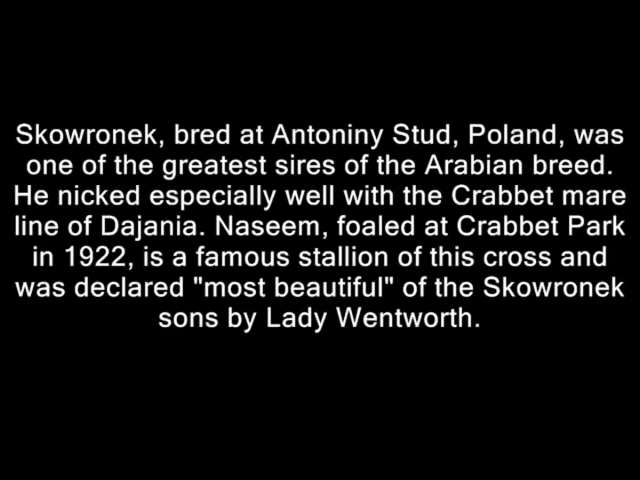 Skowronek, bred at Antoniny Stud, Poland, was
one of the greatest sires of the Arabian breed.
He nicked especially well with the Crabbet mare
line of Dajania. Naseem, foaled at Crabbet Park
in 1922, is a famous stallion of this cross and
was declared "most beautiful" of the Skowronek
sons by Lady Wentworth.